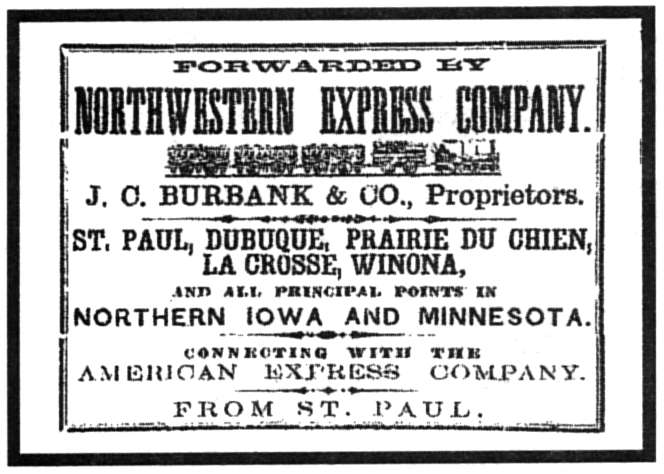 FORWARDED BY
NORTHWESTERN EXPRESS COMPANY.
J. C. BURBANK & CO., Proprietors.
ST. PAUL, DUBUQUE, PRAIRIE DU CHIEN,
LA CROSSE, WINONA,
AND ALL PRINCIPAL POINTS IN
NORTHERN IOWA AND MINNESOTA.
CONNECTING WITH THE
AMERICAN EXPRESS COMPANY.
FROM ST. PAUL.